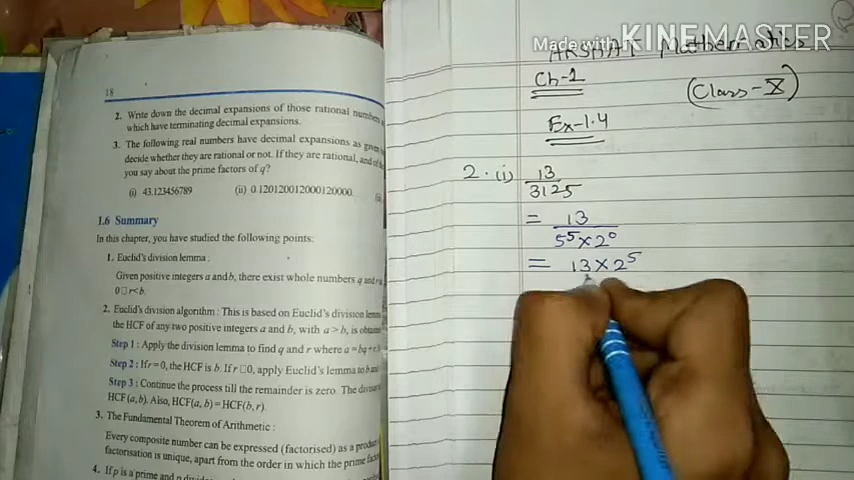 Made with KINEMASTER
18
2. Write down the decimal expansions of those rational numbers
which have terminating decimal expansions.
3. The following real numbers have decimal expansions as given
decide whether they are rational or not. If they are rational, and of
you say about the prime factors of q?
(i) 43.123456789 (ii) 0.120120012000120000
1.6 Summary
In this chapter, you have studied the following points:
1. Euclid's division lemma :
Given positive integers a and b, there exist whole numbers q and r
0 □ r < b.
2. Euclid's division algorithm : This is based on Euclid's division lemma
the HCF of any two positive integers a and b, with a > b, is obtained
Step 1 : Apply the division lemma to find q and r where a = bq + r
Step 2 : If r = 0, the HCF is b. If r □ 0, apply Euclid's lemma to b and
Step 3 : Continue the process till the remainder is zero. The divisor
HCF (a, b). Also, HCF(a, b) = HCF(b, r).
3. The Fundamental Theorem of Arithmetic :
Every composite number can be expressed (factorised) as a product
factorisation is unique, apart from the order in which the prime
4. If p is a prime and
ARSHAT Mathematics
Ch-1
(Class-X)
Ex-1.4
2. (i) 13
3125
= 13
5⁵ × 2⁰
= 13 × 2⁵